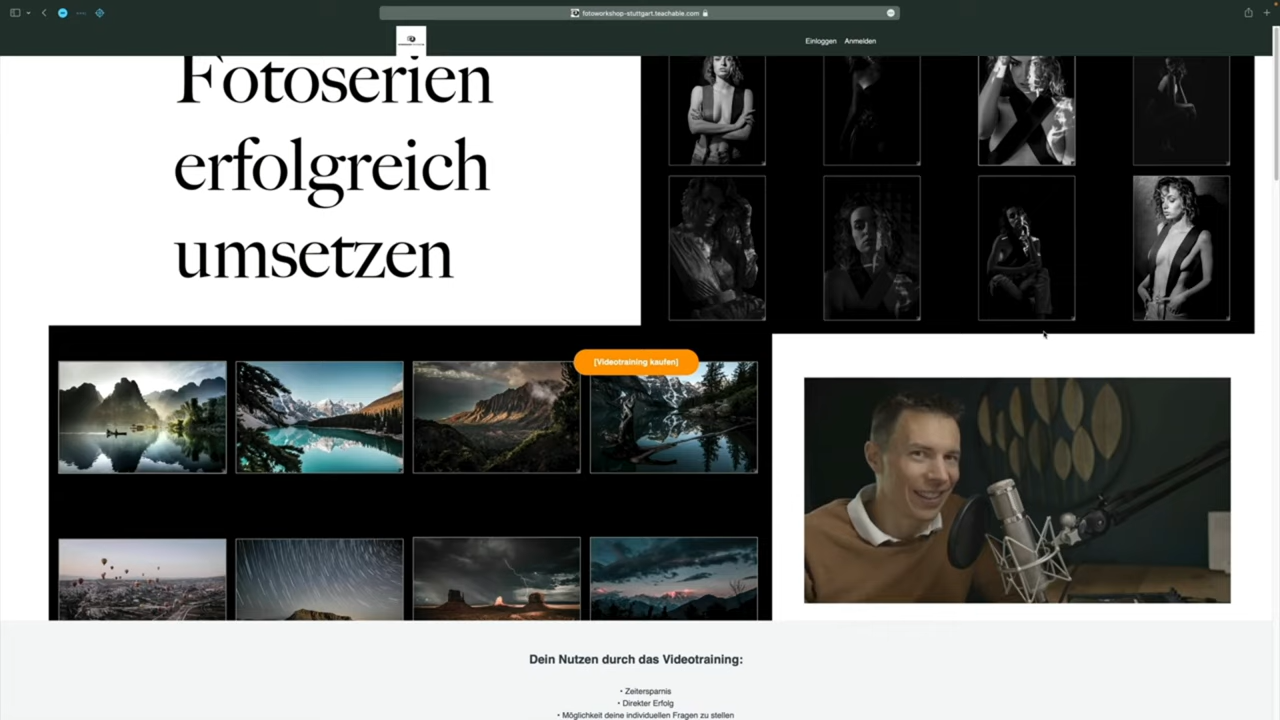 fotoworkshop-stuttgart.teachable.com
Einloggen Anmelden
Fotoserien
erfolgreich
umsetzen
[Videotraining kaufen]
Dein Nutzen durch das Videotraining:
• Zeitersparnis
• Direkter Erfolg
• Möglichkeit deine individuellen Fragen zu stellen